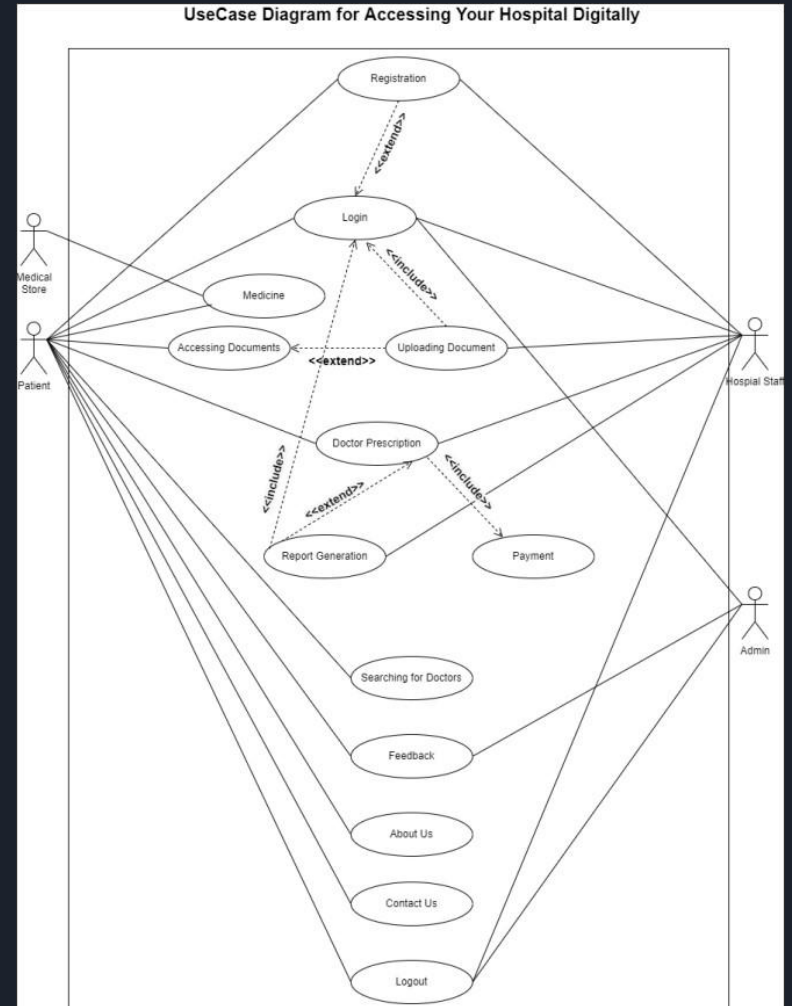 UseCase Diagram for Accessing Your Hospital Digitally
Registration
<<extend>>
Login
<<include>>
Medical
Store
Medicine
Accessing Documents
<<extend>>
Uploading Document
Patient
Hospial Staff
Doctor Prescription
<<include>>
<<extend>>
<<include>>
Report Generation
Payment
Admin
Searching for Doctors
Feedback
About Us
Contact Us
Logout